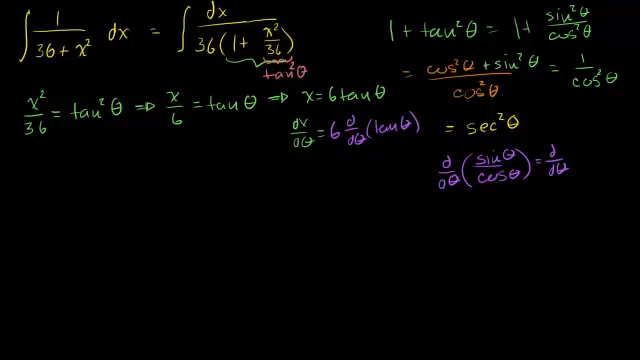 ∫ 1/(36 + x²) dx = ∫ dx/(36(1 + x²/36))
tan²θ
x²/36 = tan²θ ⇒ x/6 = tanθ ⇒ x = 6 tanθ
dx/dθ = 6 d/dθ (tanθ)
1 + tan²θ = 1 + sin²θ/cos²θ
= (cos²θ + sin²θ)/cos²θ = 1/cos²θ
= sec²θ
d/dθ (sinθ/cosθ) = d/dθ